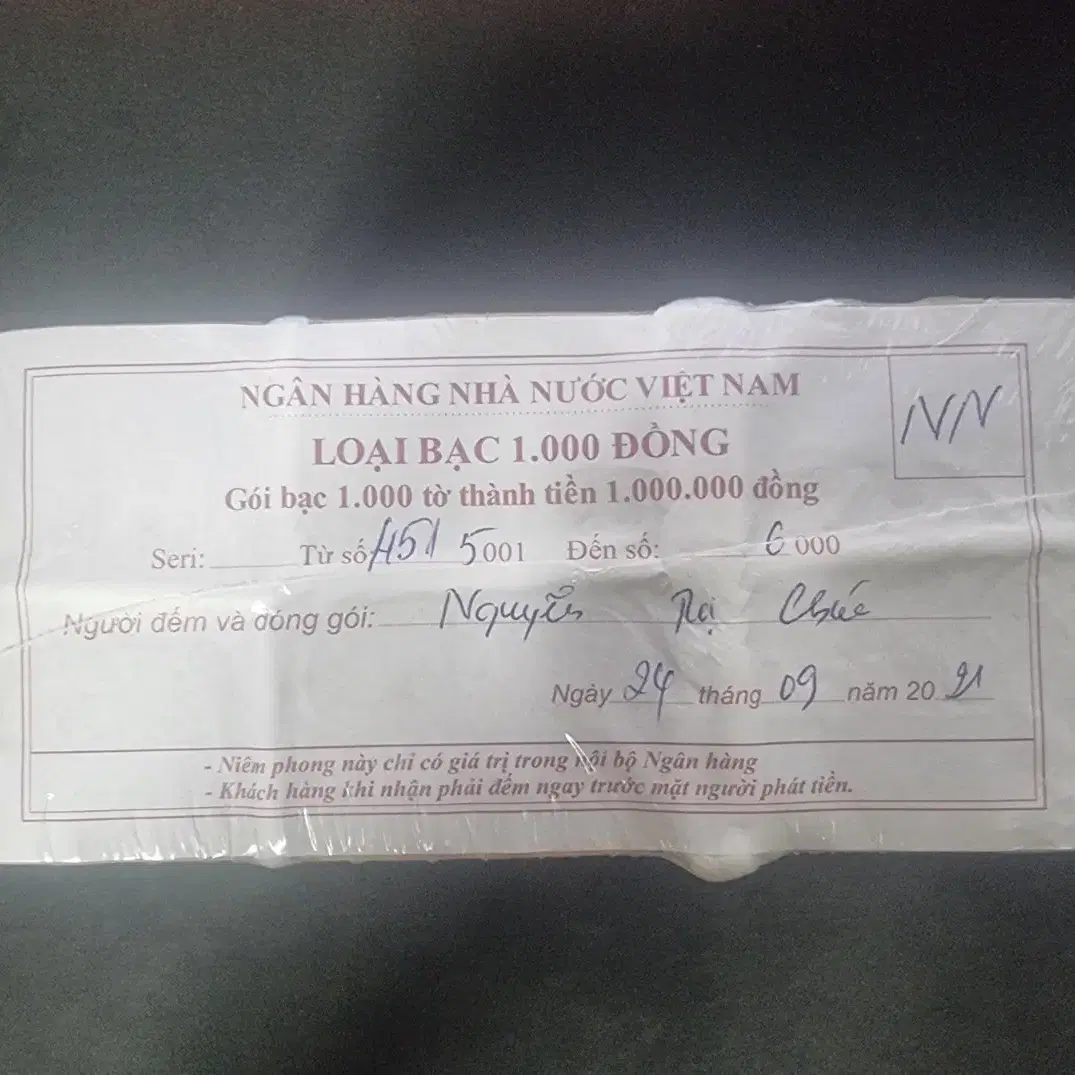 NGÂN HÀNG NHÀ NƯỚC VIỆT NAM
NN
LOẠI BẠC 1.000 ĐỒNG
Gói bạc 1.000 tờ thành tiền 1.000.000 đồng
Seri: Từ số: 5001 Đến số: 6000
Người đếm và đóng gói: Nguyễn Thị
Ngày 24 tháng 09 năm 2021
- Niêm phong này chỉ có giá trị trong nội bộ Ngân hàng
- Khách hàng khi nhận phải đếm ngay trước mặt người phát tiền.